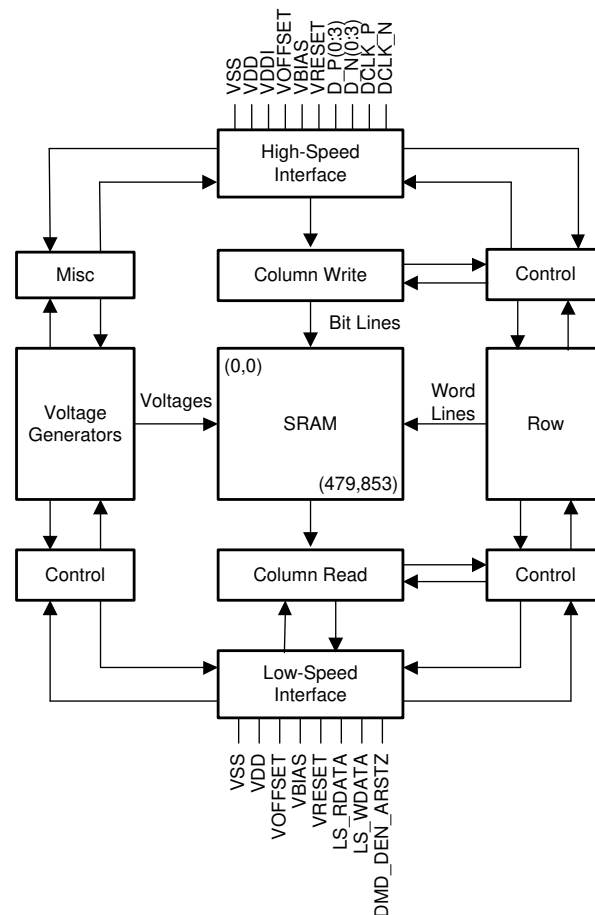 VSS
VDD
VDDI
VOFFSET
VBIAS
VRESET
D_P(0:3)
D_N(0:3)
DCLK_P
DCLK_N
High-Speed
Interface
Misc
Column Write
Control
Bit Lines
(0,0)
Voltages
Word
Lines
Voltage
Generators
SRAM
Row
(479,853)
Control
Column Read
Control
Low-Speed
Interface
VSS
VDD
VOFFSET
VBIAS
VRESET
LS_RDATA
LS_WDATA
DMD_DEN_ARSTZ